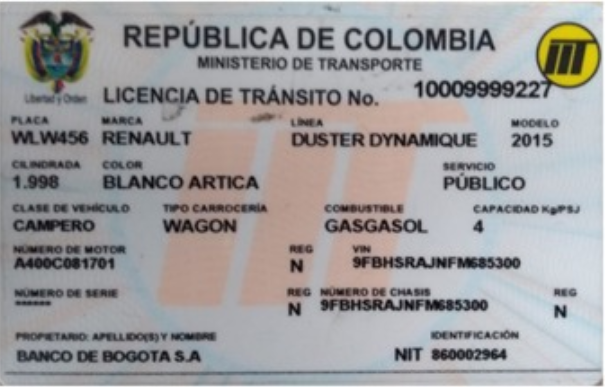 REPÚBLICA DE COLOMBIA
MINISTERIO DE TRANSPORTE
Libertad y Orden
LICENCIA DE TRÁNSITO No. 10009999227
PLACA MARCA LÍNEA MODELO
WLW456 RENAULT DUSTER DYNAMIQUE 2015
CILINDRADA COLOR SERVICIO
1.998 BLANCO ARTICA PÚBLICO
CLASE DE VEHÍCULO TIPO CARROCERÍA COMBUSTIBLE CAPACIDAD Kg/PSJ
CAMPERO WAGON GASGASOL 4
NÚMERO DE MOTOR REG VIN
A400C081701 N 9FBHSRAJNFM685300
NÚMERO DE SERIE REG NÚMERO DE CHASIS REG
****** N 9FBHSRAJNFM685300 N
PROPIETARIO: APELLIDO(S) Y NOMBRE IDENTIFICACIÓN
BANCO DE BOGOTA S.A NIT 860002964